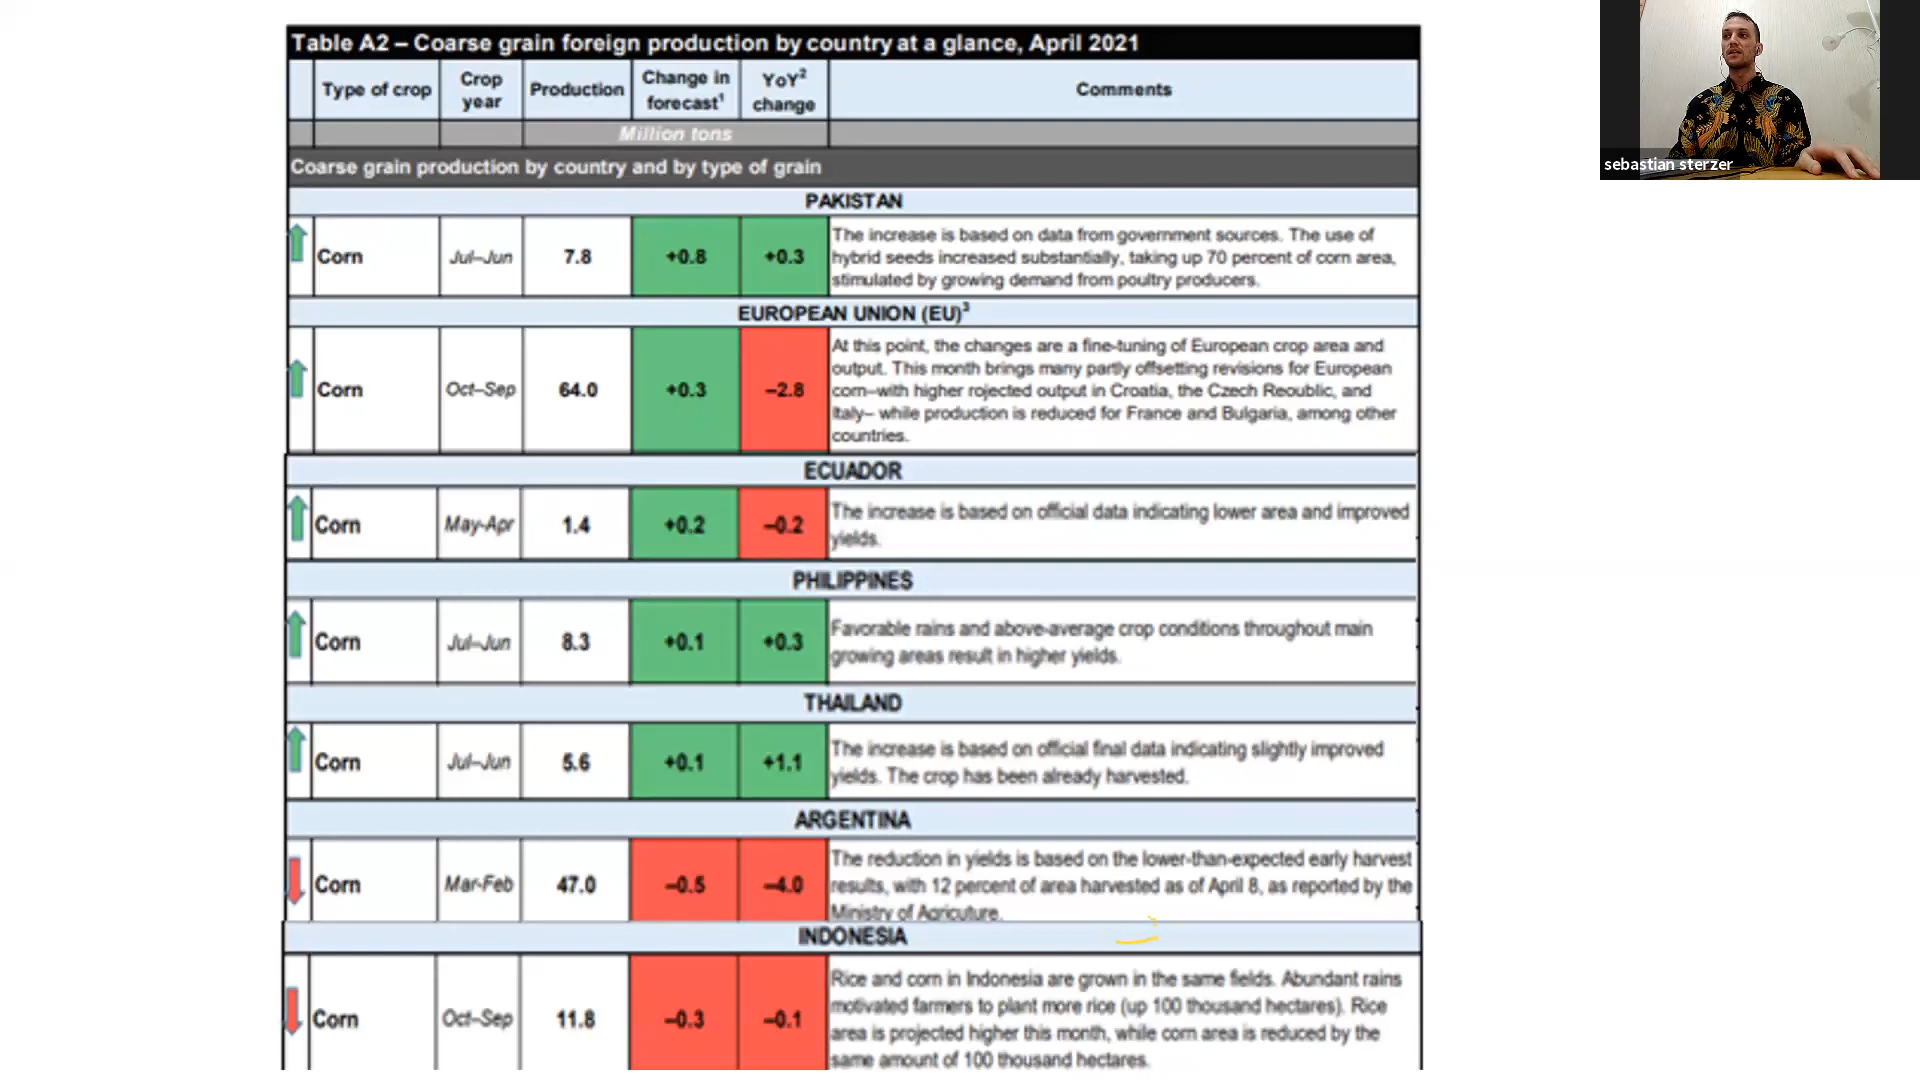 Table A2 – Coarse grain foreign production by country at a glance, April 2021
Type of crop
Crop
year
Production
Change in
forecast¹
YoY²
change
Comments
Million tons
Coarse grain production by country and by type of grain
PAKISTAN
Corn
Jul–Jun
7.8
+0.8
+0.3
The increase is based on data from government sources. The use of
hybrid seeds increased substantially, taking up 70 percent of corn area,
stimulated by growing demand from poultry producers.
EUROPEAN UNION (EU)³
Corn
Oct–Sep
64.0
+0.3
–2.8
At this point, the changes are a fine-tuning of European crop area and
output. This month brings many partly offsetting revisions for European
corn–with higher rojected output in Croatia, the Czech Reoublic, and
Italy– while production is reduced for France and Bulgaria, among other
countries.
ECUADOR
Corn
May-Apr
1.4
+0.2
–0.2
The increase is based on official data indicating lower area and improved
yields.
PHILIPPINES
Corn
Jul–Jun
8.3
+0.1
+0.3
Favorable rains and above-average crop conditions throughout main
growing areas result in higher yields.
THAILAND
Corn
Jul–Jun
5.6
+0.1
+1.1
The increase is based on official final data indicating slightly improved
yields. The crop has been already harvested.
ARGENTINA
Corn
Mar-Feb
47.0
–0.5
–4.0
The reduction in yields is based on the lower-than-expected early harvest
results, with 12 percent of area harvested as of April 8, as reported by the
Ministry of Agricuture.
INDONESIA
Corn
Oct–Sep
11.8
–0.3
–0.1
Rice and corn in Indonesia are grown in the same fields. Abundant rains
motivated farmers to plant more rice (up 100 thousand hectares). Rice
area is projected higher this month, while corn area is reduced by the
same amount of 100 thousand hectares.
sebastian sterzer